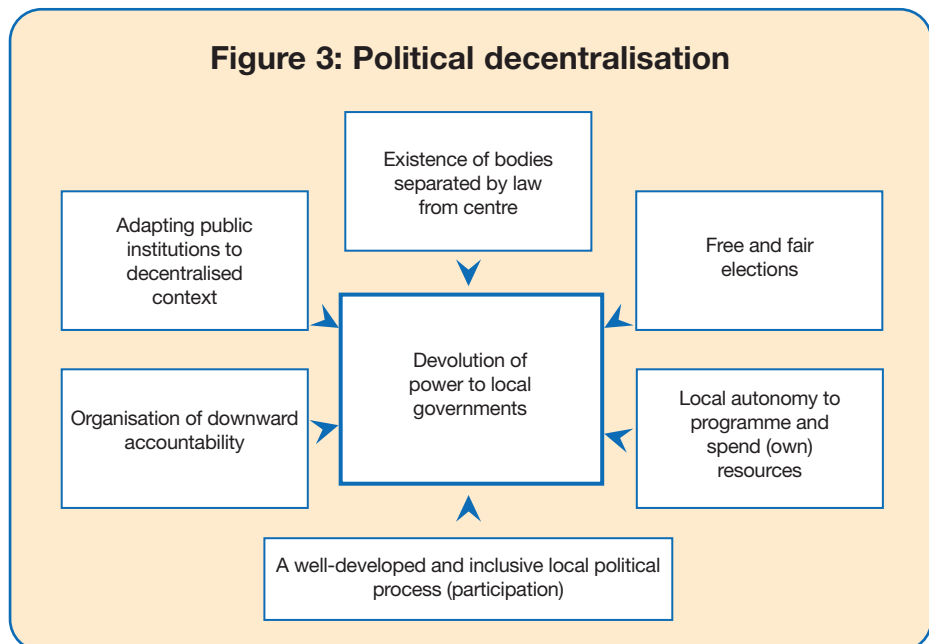 Figure 3: Political decentralisation
Existence of bodies
separated by law
from centre
Adapting public
institutions to
decentralised
context
Free and fair
elections
Devolution of
power to local
governments
Organisation of downward
accountability
Local autonomy to
programme and
spend (own)
resources
A well-developed and inclusive local political
process (participation)